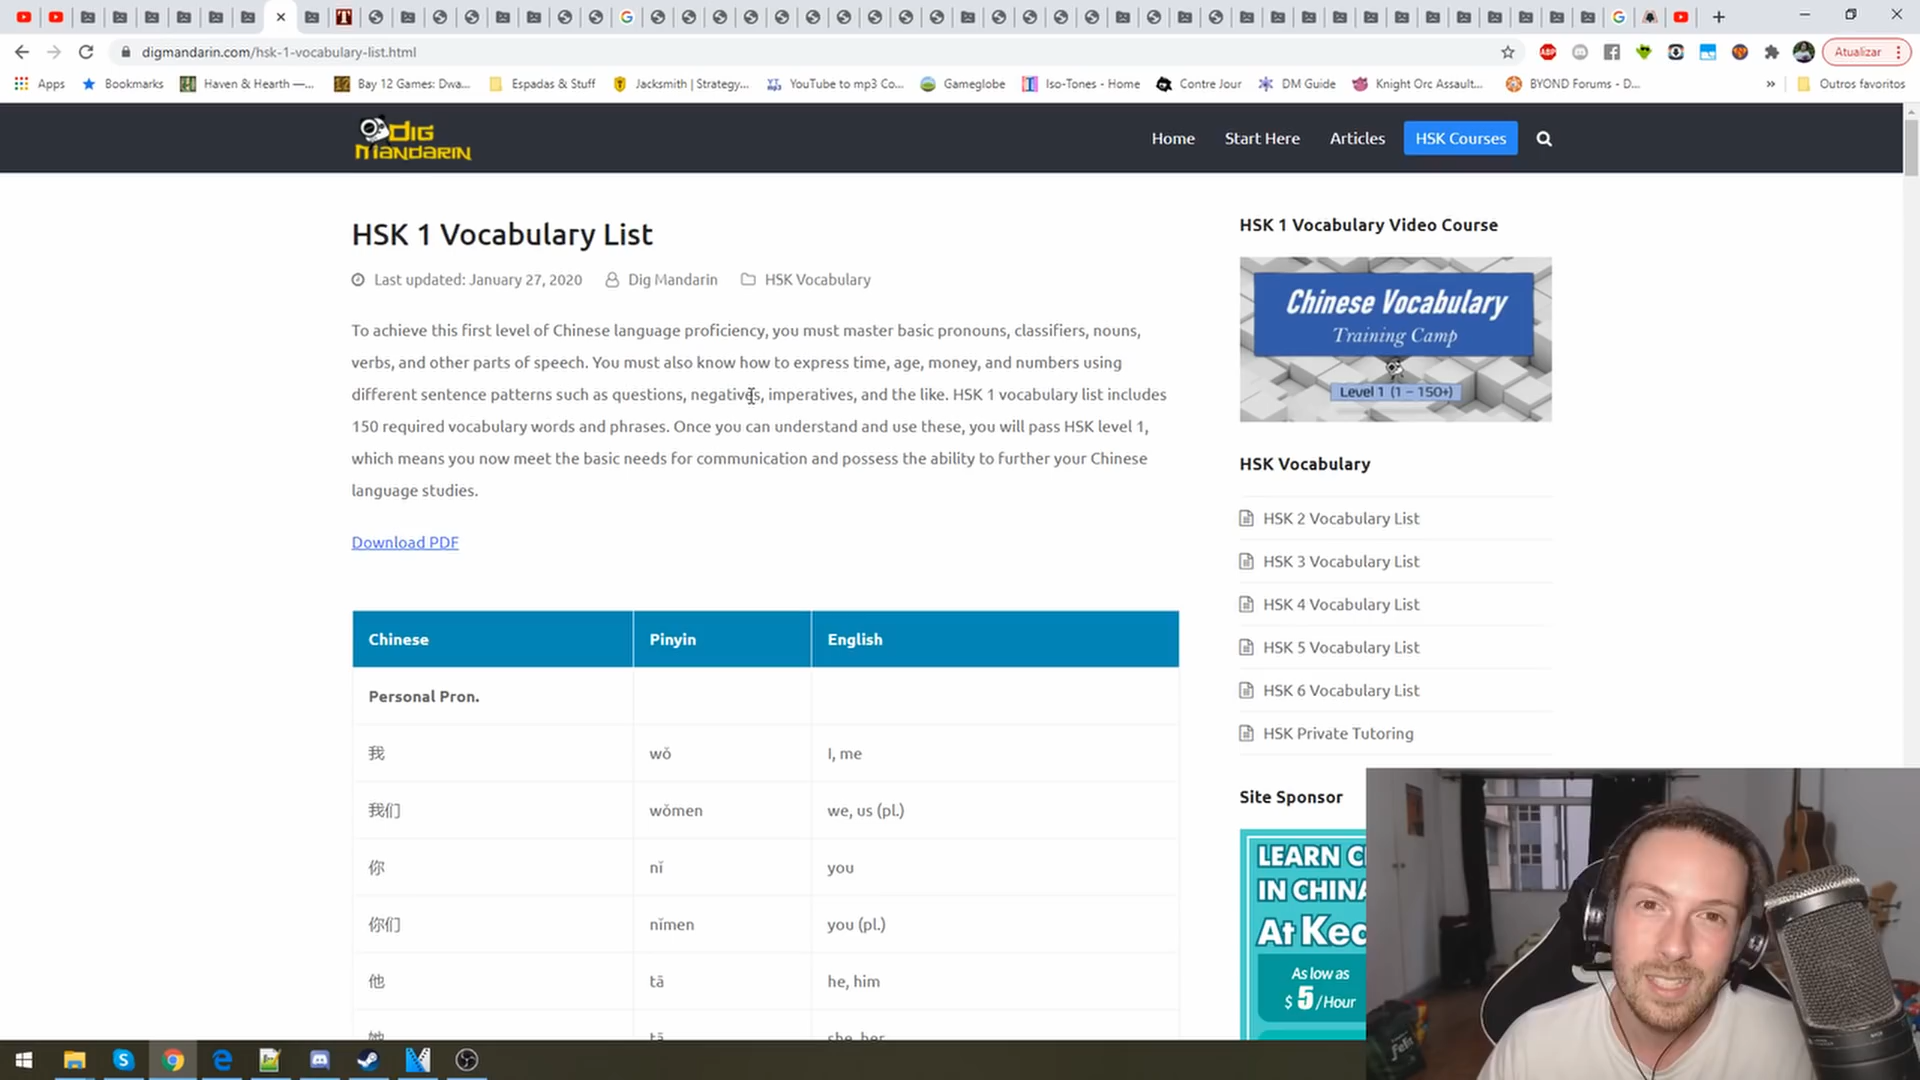 digmandarin.com/hsk-1-vocabulary-list.html
Atualizar
Apps
Bookmarks
Haven & Hearth —...
Bay 12 Games: Dwa...
Espadas & Stuff
Jacksmith | Strategy...
YouTube to mp3 Co...
Gameglobe
Iso-Tones - Home
Contre Jour
DM Guide
Knight Orc Assault...
BYOND Forums - D...
»
Outros favoritos
Dig
Mandarin
Home
Start Here
Articles
HSK Courses
HSK 1 Vocabulary List
Last updated: January 27, 2020
Dig Mandarin
HSK Vocabulary
To achieve this first level of Chinese language proficiency, you must master basic pronouns, classifiers, nouns,
verbs, and other parts of speech. You must also know how to express time, age, money, and numbers using
different sentence patterns such as questions, negatives, imperatives, and the like. HSK 1 vocabulary list includes
150 required vocabulary words and phrases. Once you can understand and use these, you will pass HSK level 1,
which means you now meet the basic needs for communication and possess the ability to further your Chinese
language studies.
Download PDF
Chinese Pinyin English
Personal Pron.
我 wǒ I, me
我们 wǒmen we, us (pl.)
你 nǐ you
你们 nǐmen you (pl.)
他 tā he, him
她 tā she, her
HSK 1 Vocabulary Video Course
Chinese Vocabulary
Training Camp
Level 1 (1 – 150+)
HSK Vocabulary
HSK 2 Vocabulary List
HSK 3 Vocabulary List
HSK 4 Vocabulary List
HSK 5 Vocabulary List
HSK 6 Vocabulary List
HSK Private Tutoring
Site Sponsor
LEARN C
IN CHINA
At Kec
As low as
$ 5/Hour